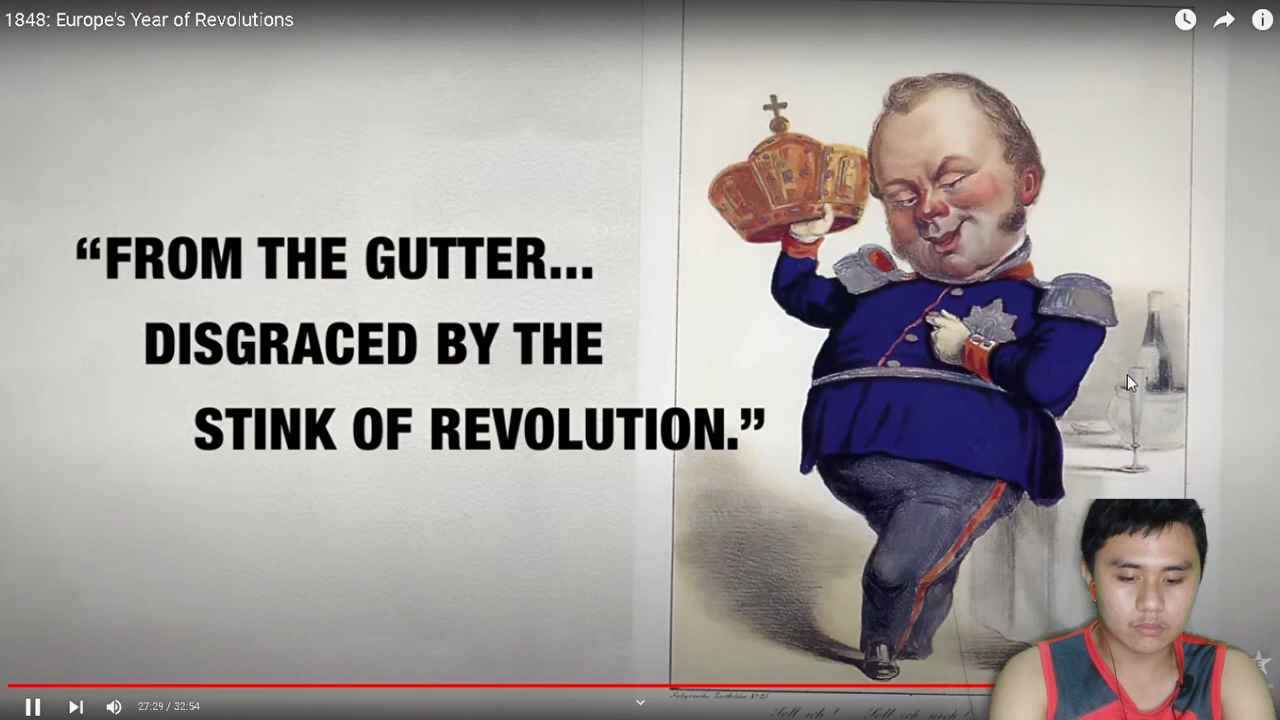 1848: Europe's Year of Revolutions
“FROM THE GUTTER...
DISGRACED BY THE
STINK OF REVOLUTION.”
27:29 / 32:54